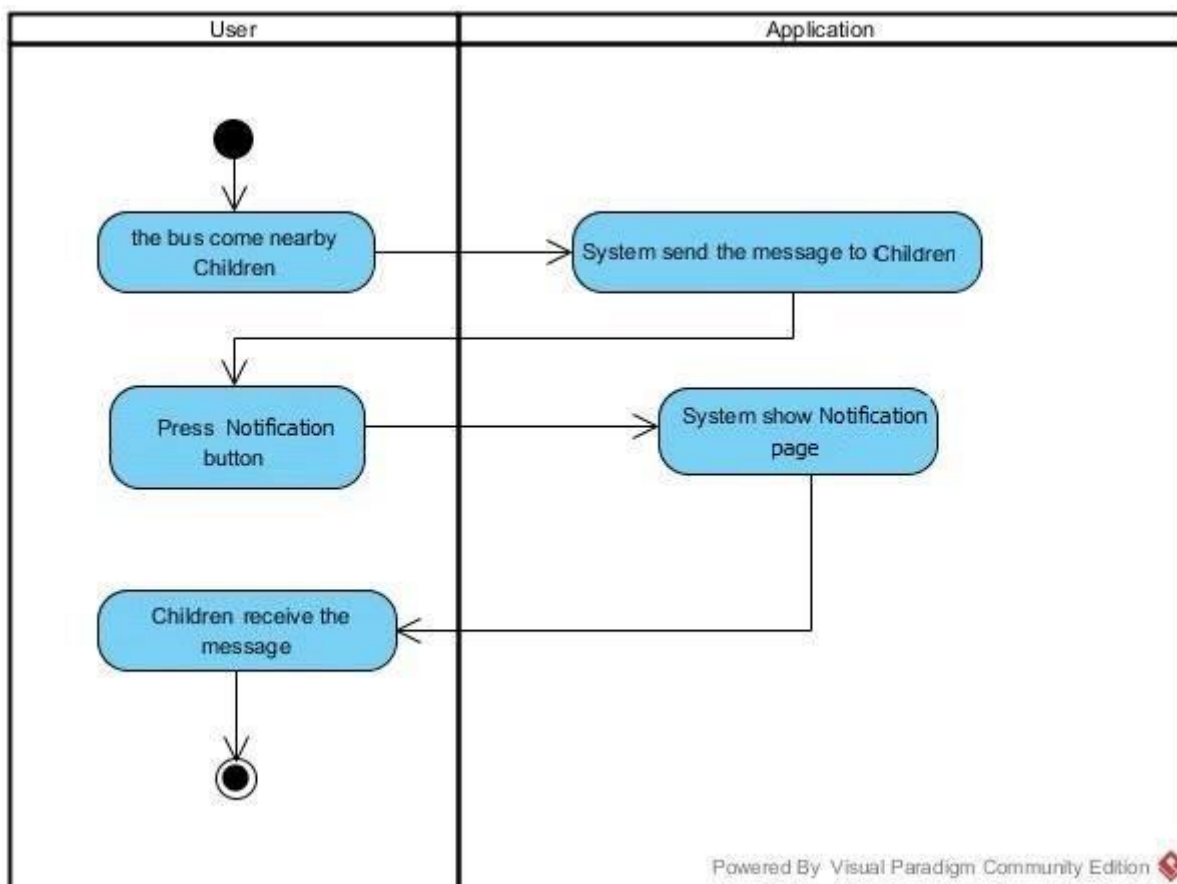 User
Application
the bus come nearby
Children
System send the message to Children
Press Notification
button
System show Notification
page
Children receive the
message
Powered By Visual Paradigm Community Edition